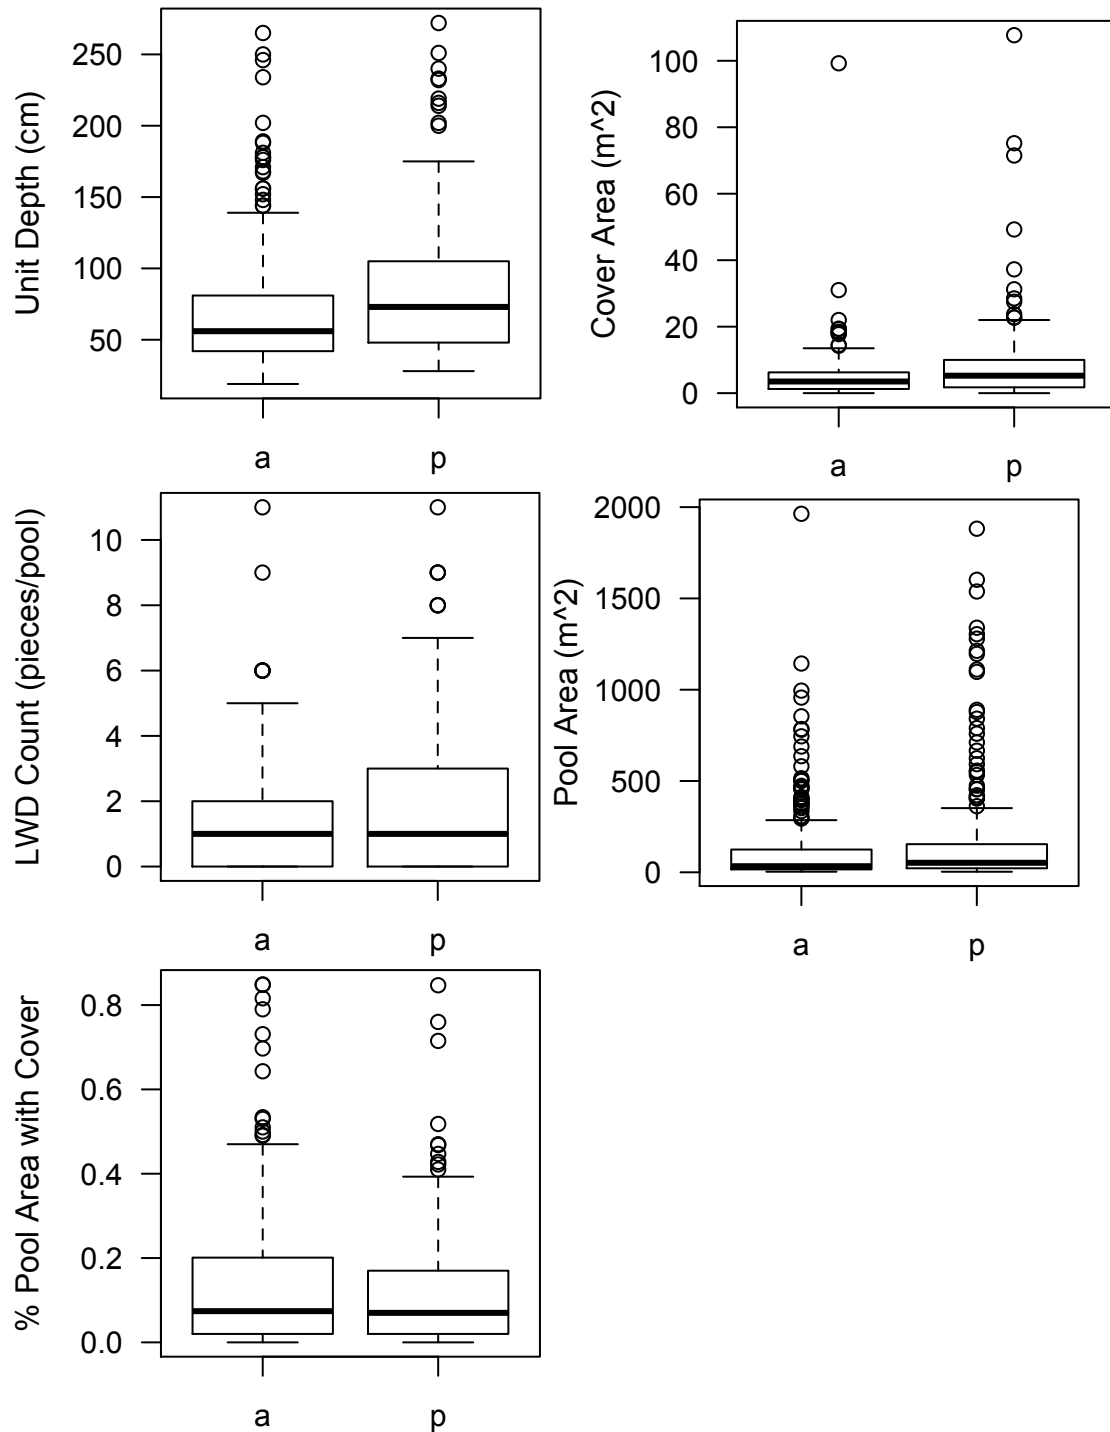 Unit Depth (cm)
250
200
150
100
50
a p
Cover Area (m^2)
100
80
60
40
20
0
a p
LWD Count (pieces/pool)
10
8
6
4
2
0
a p
Pool Area (m^2)
2000
1500
1000
500
0
a p
% Pool Area with Cover
0.8
0.6
0.4
0.2
0.0
a p